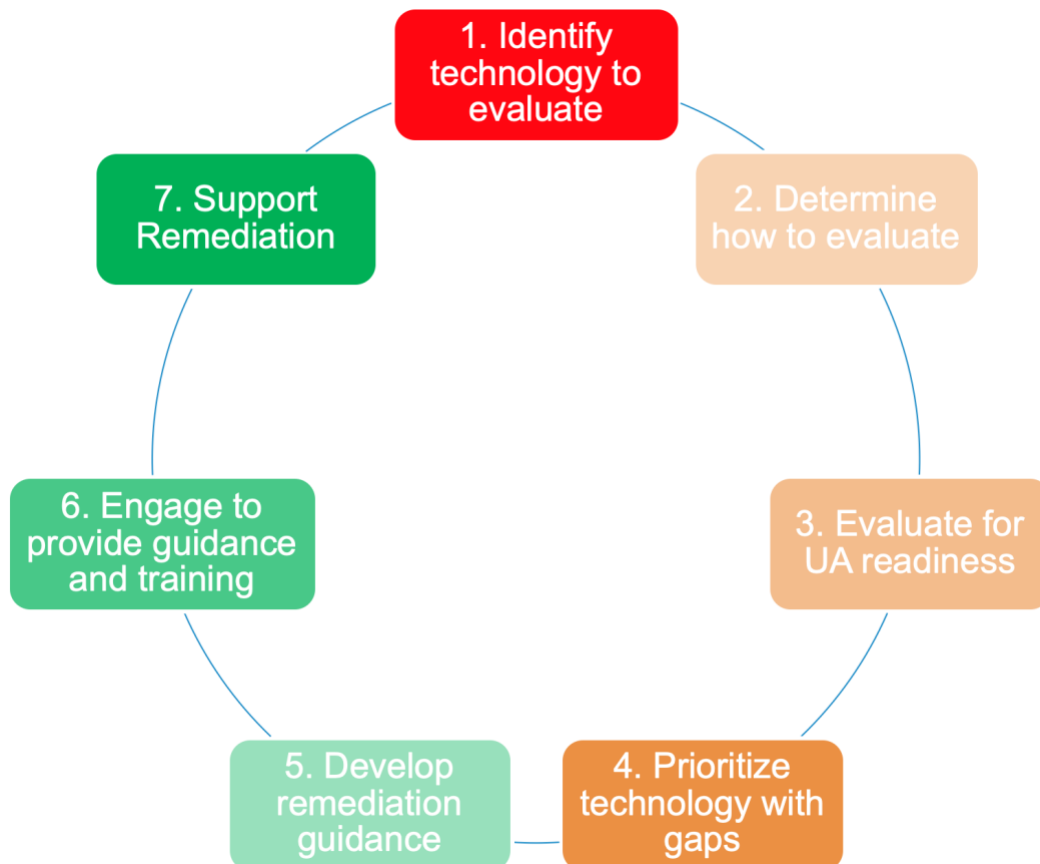 1. Identify
technology to
evaluate
2. Determine
how to evaluate
3. Evaluate for
UA readiness
4. Prioritize
technology with
gaps
5. Develop
remediation
guidance
6. Engage to
provide guidance
and training
7. Support
Remediation